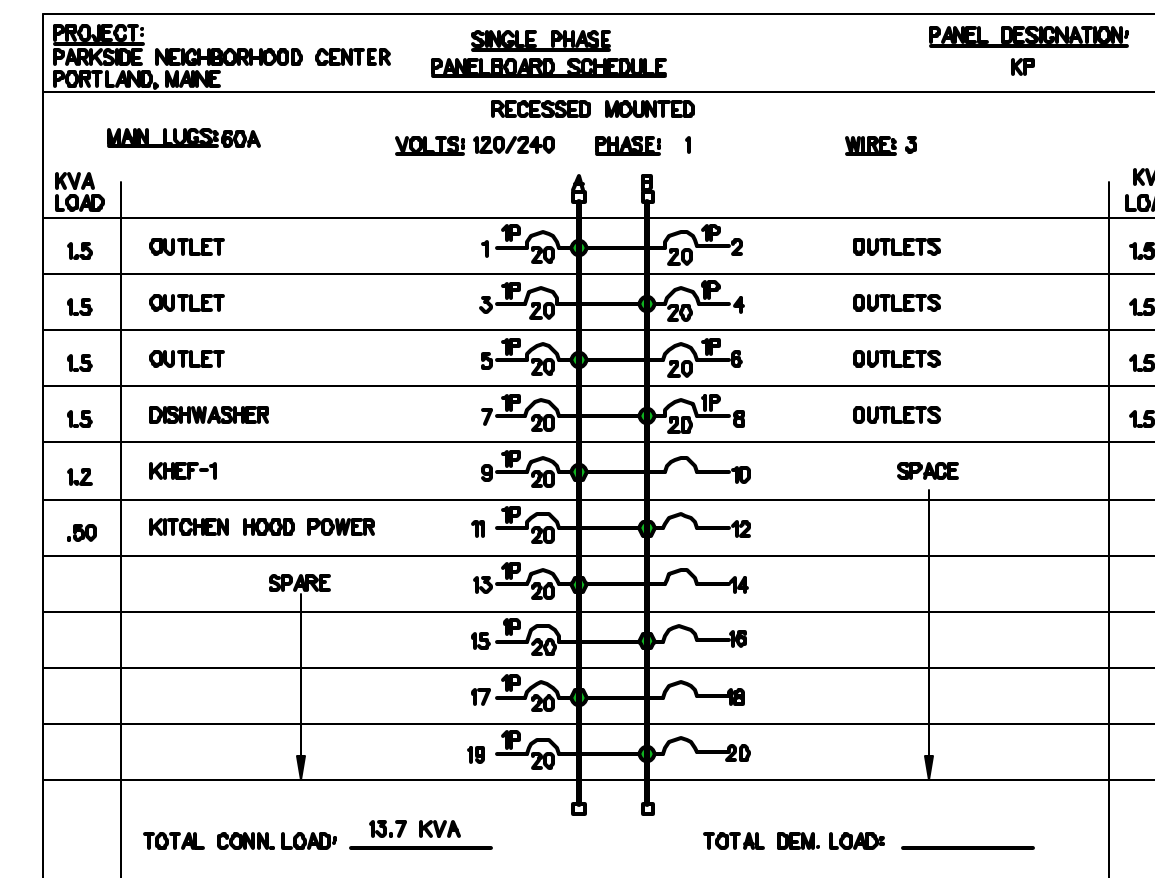 PROJECT:
PARKSIDE NEIGHBORHOOD CENTER
PORTLAND, MAINE
SINGLE PHASE
PANELBOARD SCHEDULE
PANEL DESIGNATION:
KP
RECESSED MOUNTED
MAIN LUGS: 60A VOLTS: 120/240 PHASE: 1 WIRE: 3
KVA LOAD A B
1.5 OUTLET 1 1P 20 20 1P 2 OUTLETS 1.5
1.5 OUTLET 3 1P 20 20 1P 4 OUTLETS 1.5
1.5 OUTLET 5 1P 20 20 1P 6 OUTLETS 1.5
1.5 DISHWASHER 7 1P 20 20 1P 8 OUTLETS 1.5
1.2 KHEF-1 9 1P 20 10 SPACE
.50 KITCHEN HOOD POWER 11 1P 20 12
SPARE 13 1P 20 14
15 1P 20 16
17 1P 20 18
19 1P 20 20
TOTAL CONN. LOAD: 13.7 KVA TOTAL DEM. LOAD: